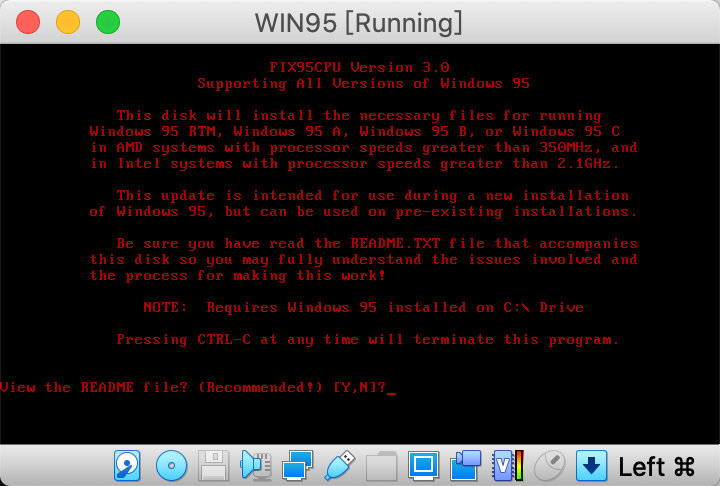 WIN95 [Running]
FIX95CPU Version 3.0
Supporting All Versions of Windows 95
This disk will install the necessary files for running
Windows 95 RTM, Windows 95 A, Windows 95 B, or Windows 95 C
in AMD systems with processor speeds greater than 350MHz, and
in Intel systems with processor speeds greater than 2.1GHz.
This update is intended for use during a new installation
of Windows 95, but can be used on pre-existing installations.
Be sure you have read the README.TXT file that accompanies
this disk so you may fully understand the issues involved and
the process for making this work!
NOTE:  Requires Windows 95 installed on C:\ Drive
Pressing CTRL-C at any time will terminate this program.
View the README file? (Recommended!) [Y,N]?_
V
Left ⌘